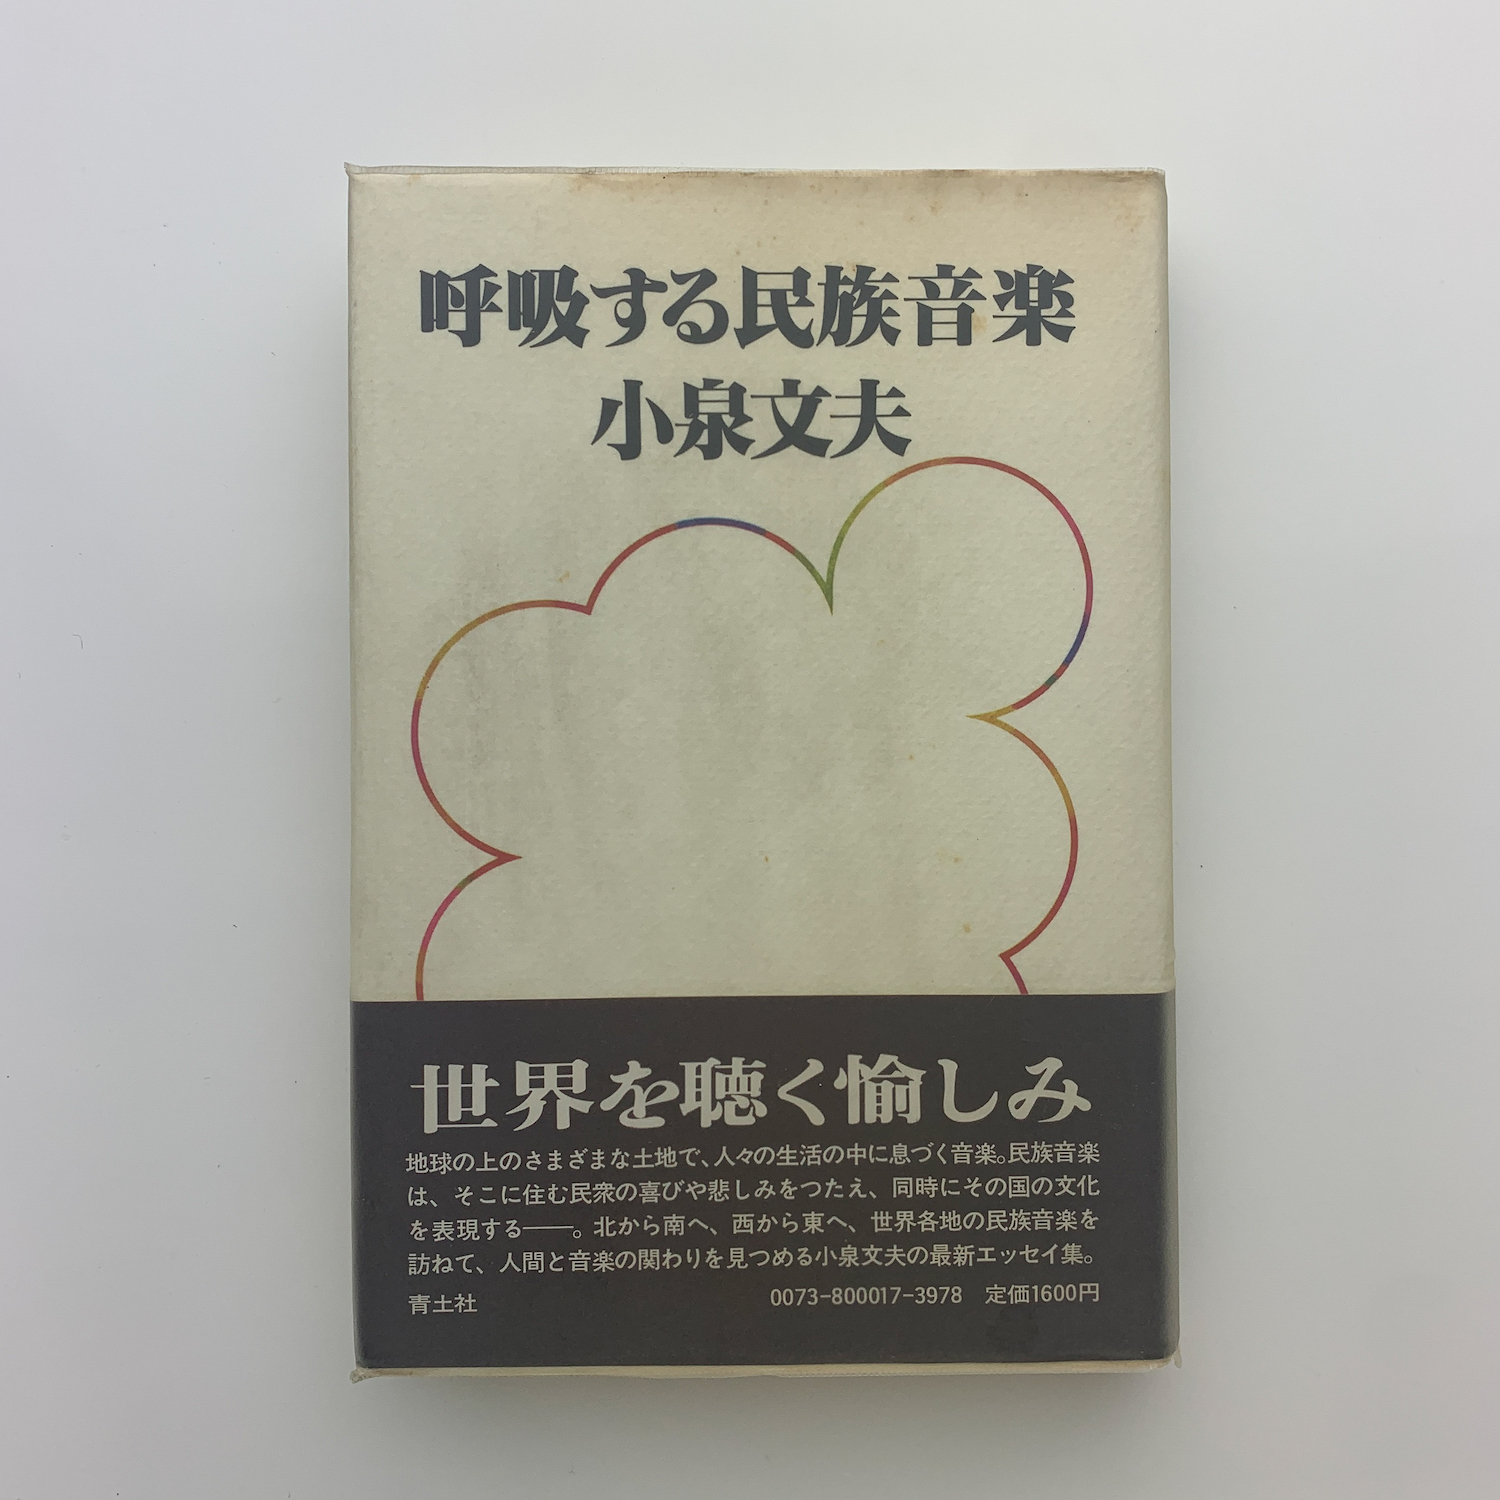 呼吸する民族音楽
小泉文夫
世界を聴く愉しみ
地球の上のさまざまな土地で、人々の生活の中に息づく音楽。民族音楽
は、そこに住む民衆の喜びや悲しみをつたえ、同時にその国の文化
を表現する――。北から南へ、西から東へ、世界各地の民族音楽を
訪ねて、人間と音楽の関わりを見つめる小泉文夫の最新エッセイ集。
青土社
0073-800017-3978 定価1600円